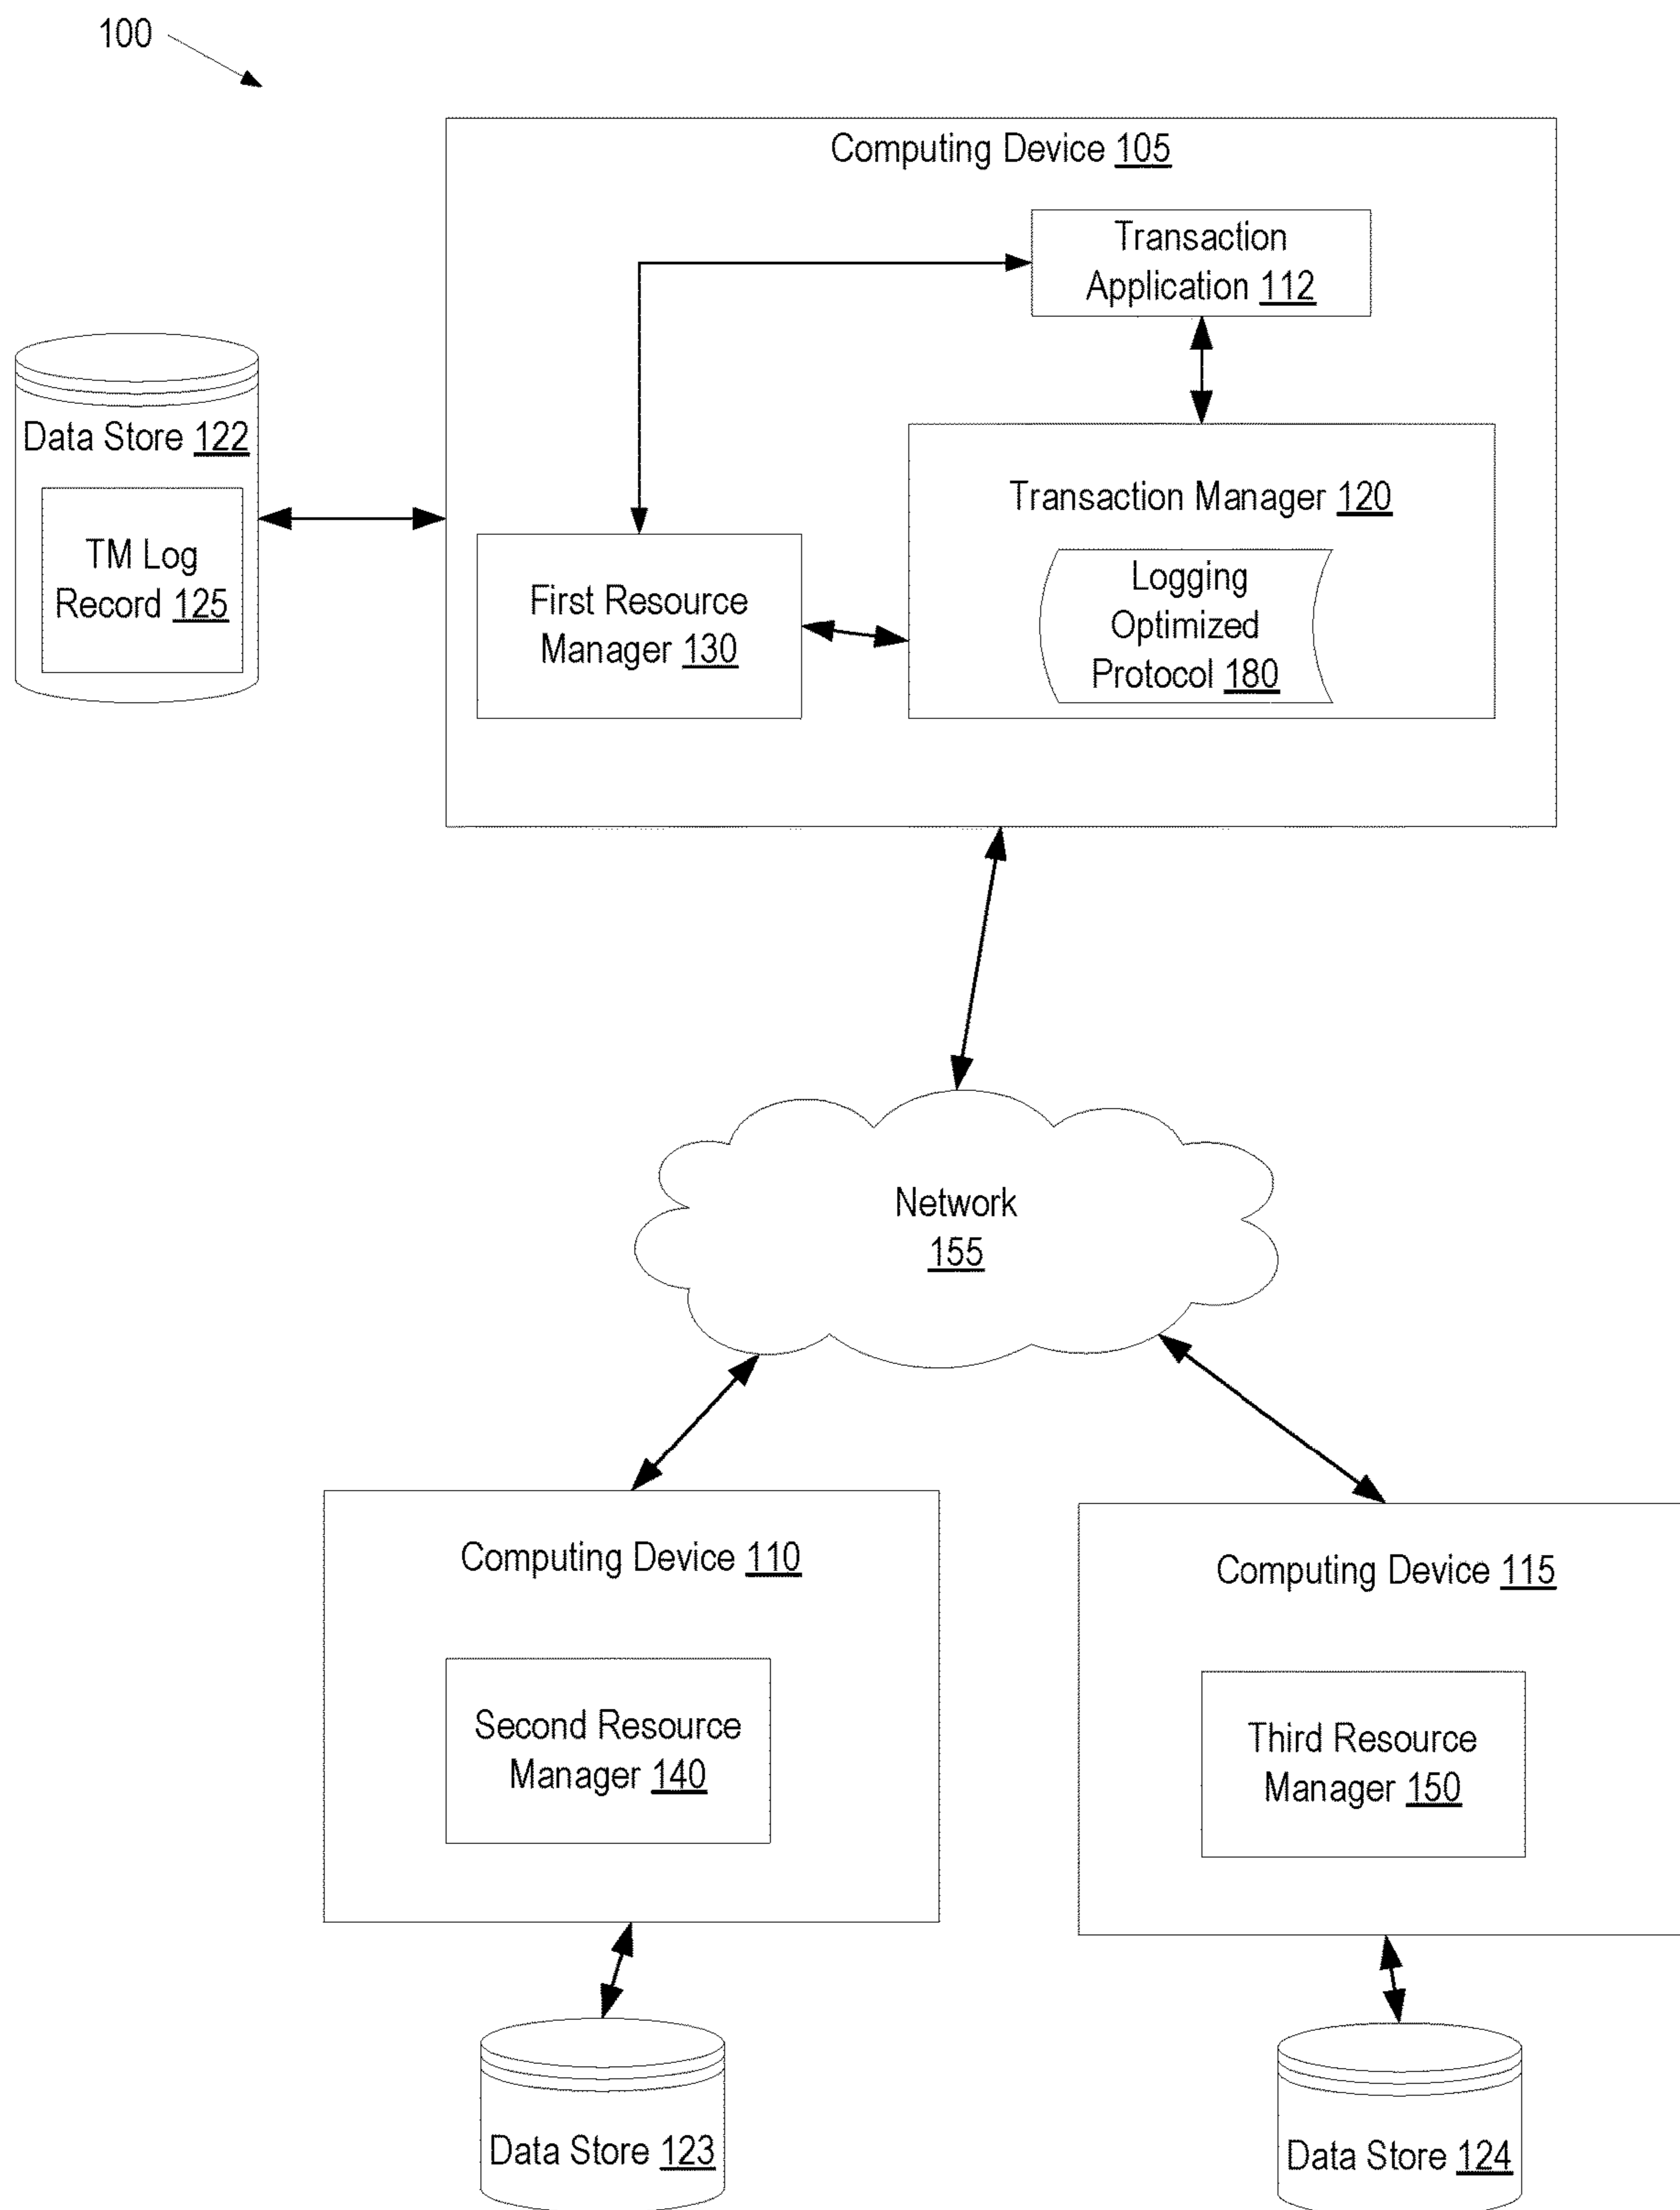 100
Computing Device 105
Transaction
Application 112
Data Store 122
TM Log
Record 125
Transaction Manager 120
Logging
Optimized
Protocol 180
First Resource
Manager 130
Network
155
Computing Device 110
Second Resource
Manager 140
Computing Device 115
Third Resource
Manager 150
Data Store 123
Data Store 124